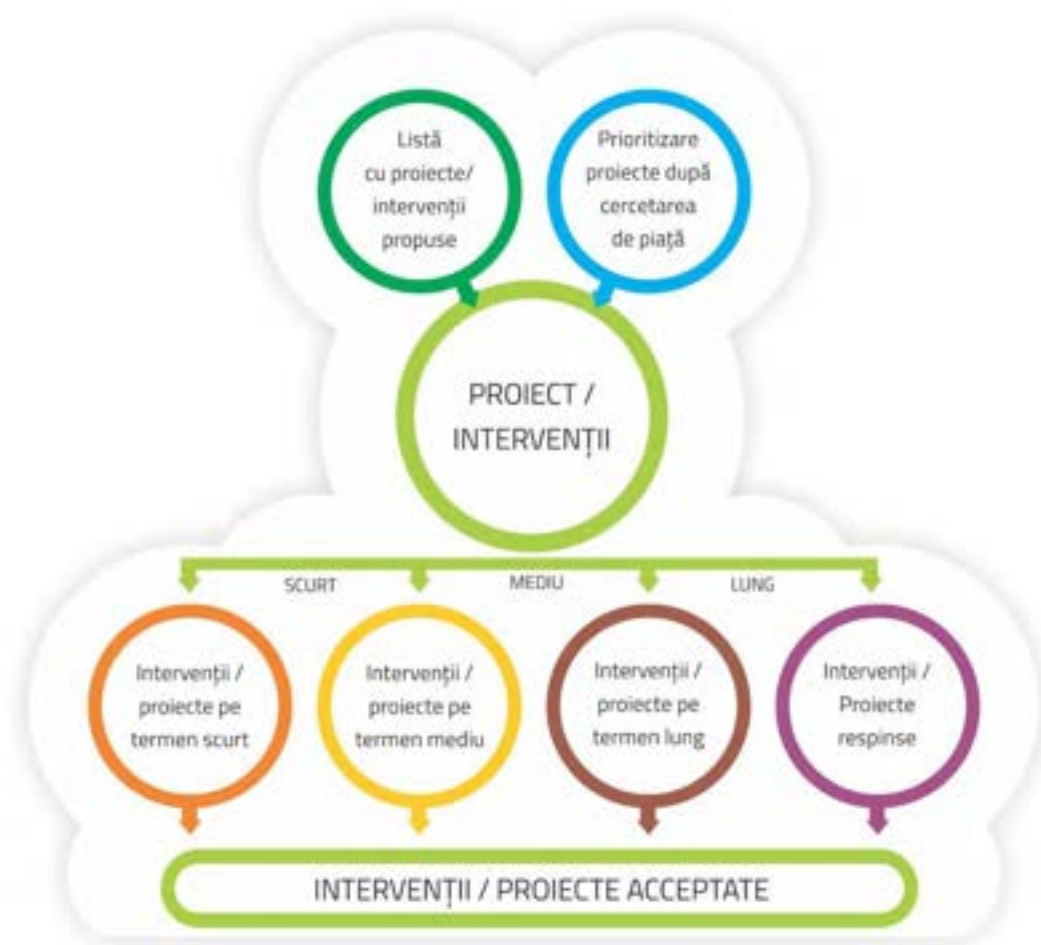 Listă
cu proiecte/
intervenții
propuse
Prioritizare
proiecte după
cercetarea
de piață
PROIECT /
INTERVENȚII
SCURT
MEDIU
LUNG
Intervenții /
proiecte pe
termen scurt
Intervenții /
proiecte pe
termen mediu
Intervenții /
proiecte pe
termen lung
Intervenții /
Proiecte
respinse
INTERVENȚII / PROIECTE ACCEPTATE